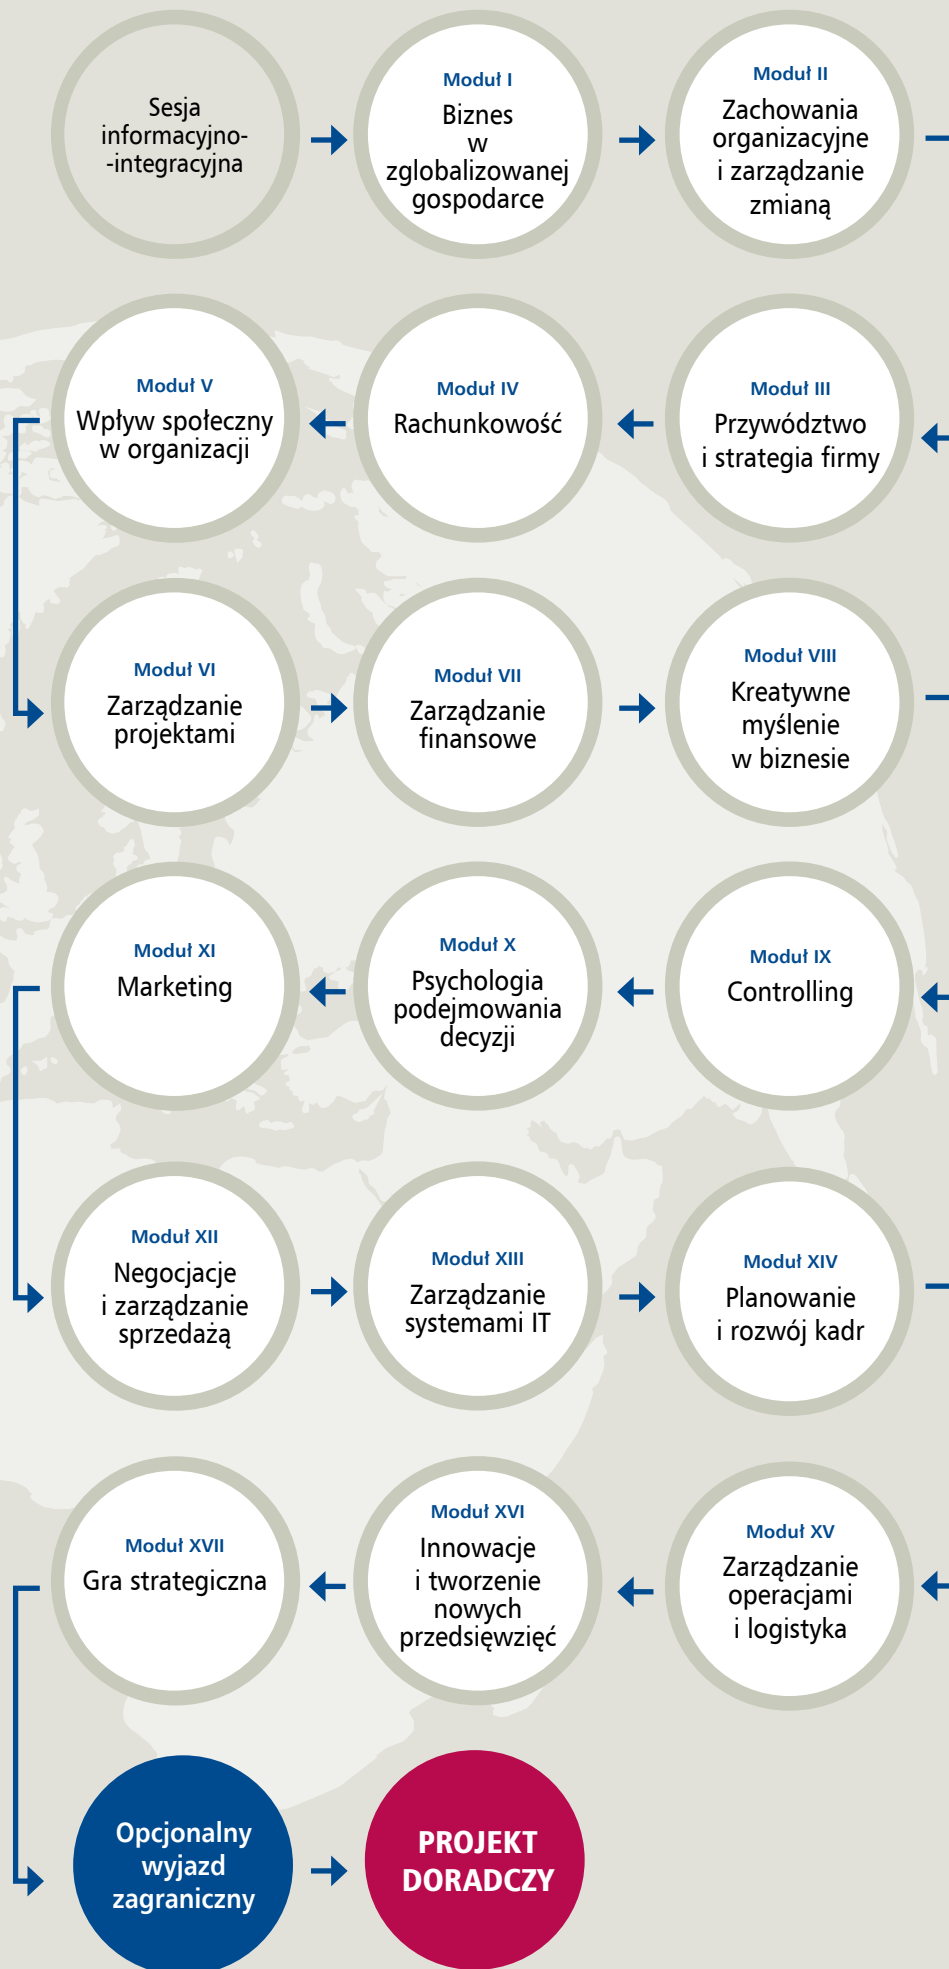 Sesja
informacyjno-
-integracyjna
Moduł I
Biznes
w
zglobalizowanej
gospodarce
Moduł II
Zachowania
organizacyjne
i zarządzanie
zmianą
Moduł III
Przywództwo
i strategia firmy
Moduł IV
Rachunkowość
Moduł V
Wpływ społeczny
w organizacji
Moduł VI
Zarządzanie
projektami
Moduł VII
Zarządzanie
finansowe
Moduł VIII
Kreatywne
myślenie
w biznesie
Moduł IX
Controlling
Moduł X
Psychologia
podejmowania
decyzji
Moduł XI
Marketing
Moduł XII
Negocjacje
i zarządzanie
sprzedażą
Moduł XIII
Zarządzanie
systemami IT
Moduł XIV
Planowanie
i rozwój kadr
Moduł XV
Zarządzanie
operacjami
i logistyka
Moduł XVI
Innowacje
i tworzenie
nowych
przedsięwzięć
Moduł XVII
Gra strategiczna
Opcjonalny
wyjazd
zagraniczny
PROJEKT
DORADCZY